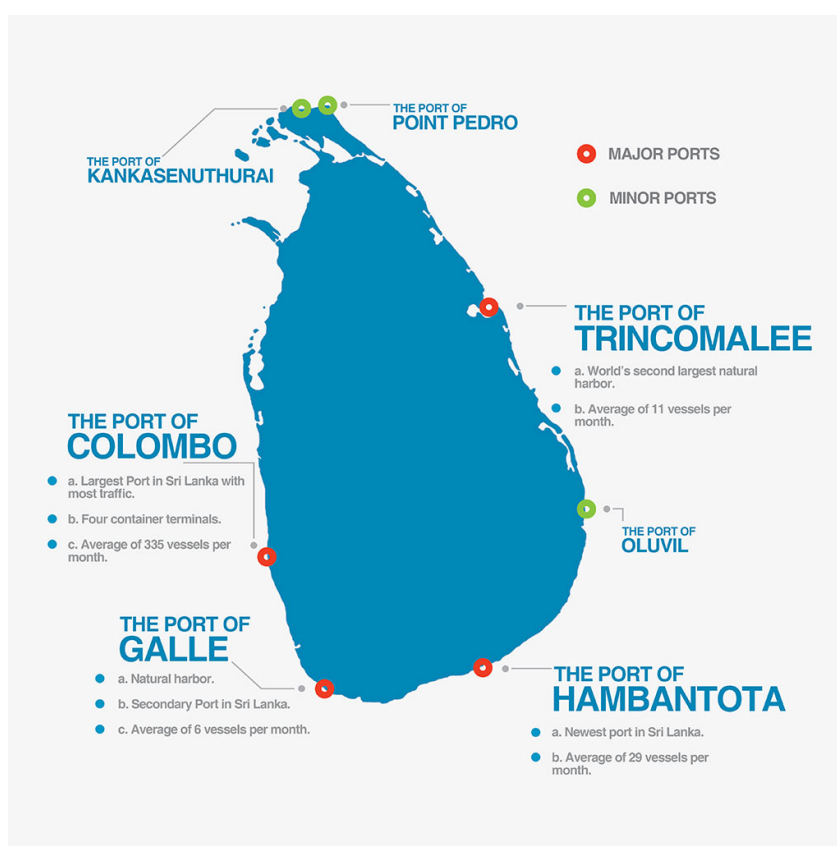 THE PORT OF
POINT PEDRO
THE PORT OF
KANKASENUTHURAI
MAJOR PORTS
MINOR PORTS
THE PORT OF
TRINCOMALEE
a. World's second largest natural
harbor.
b. Average of 11 vessels per
month.
THE PORT OF
COLOMBO
a. Largest Port in Sri Lanka with
most traffic.
b. Four container terminals.
c. Average of 335 vessels per
month.
THE PORT OF
OLUVIL
THE PORT OF
GALLE
a. Natural harbor.
b. Secondary Port in Sri Lanka.
c. Average of 6 vessels per month.
THE PORT OF
HAMBANTOTA
a. Newest port in Sri Lanka.
b. Average of 29 vessels per
month.